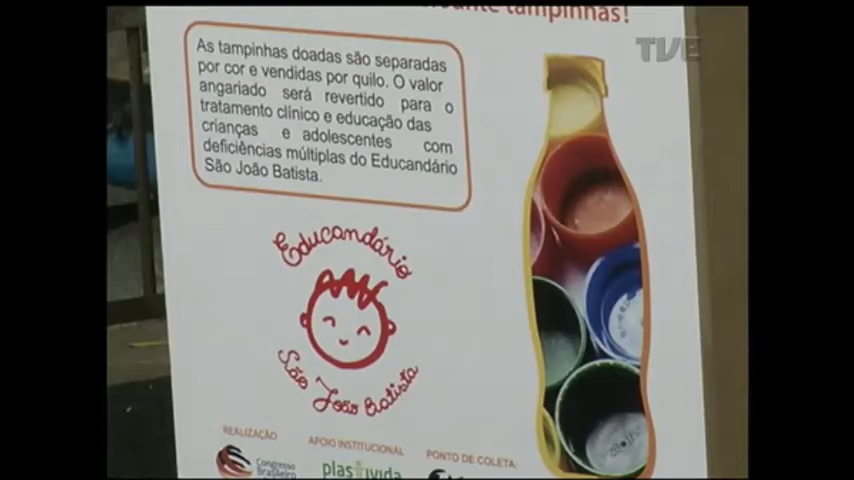 tampinhas!
TVE
As tampinhas doadas são separadas
por cor e vendidas por quilo. O valor
angariado será revertido para o
tratamento clínico e educação das
crianças e adolescentes com
deficiências múltiplas do Educandário
São João Batista.
Educandário
São João Batista
REALIZAÇÃO
APOIO INSTITUCIONAL
PONTO DE COLETA:
Congresso
Brasileiro
plastivida